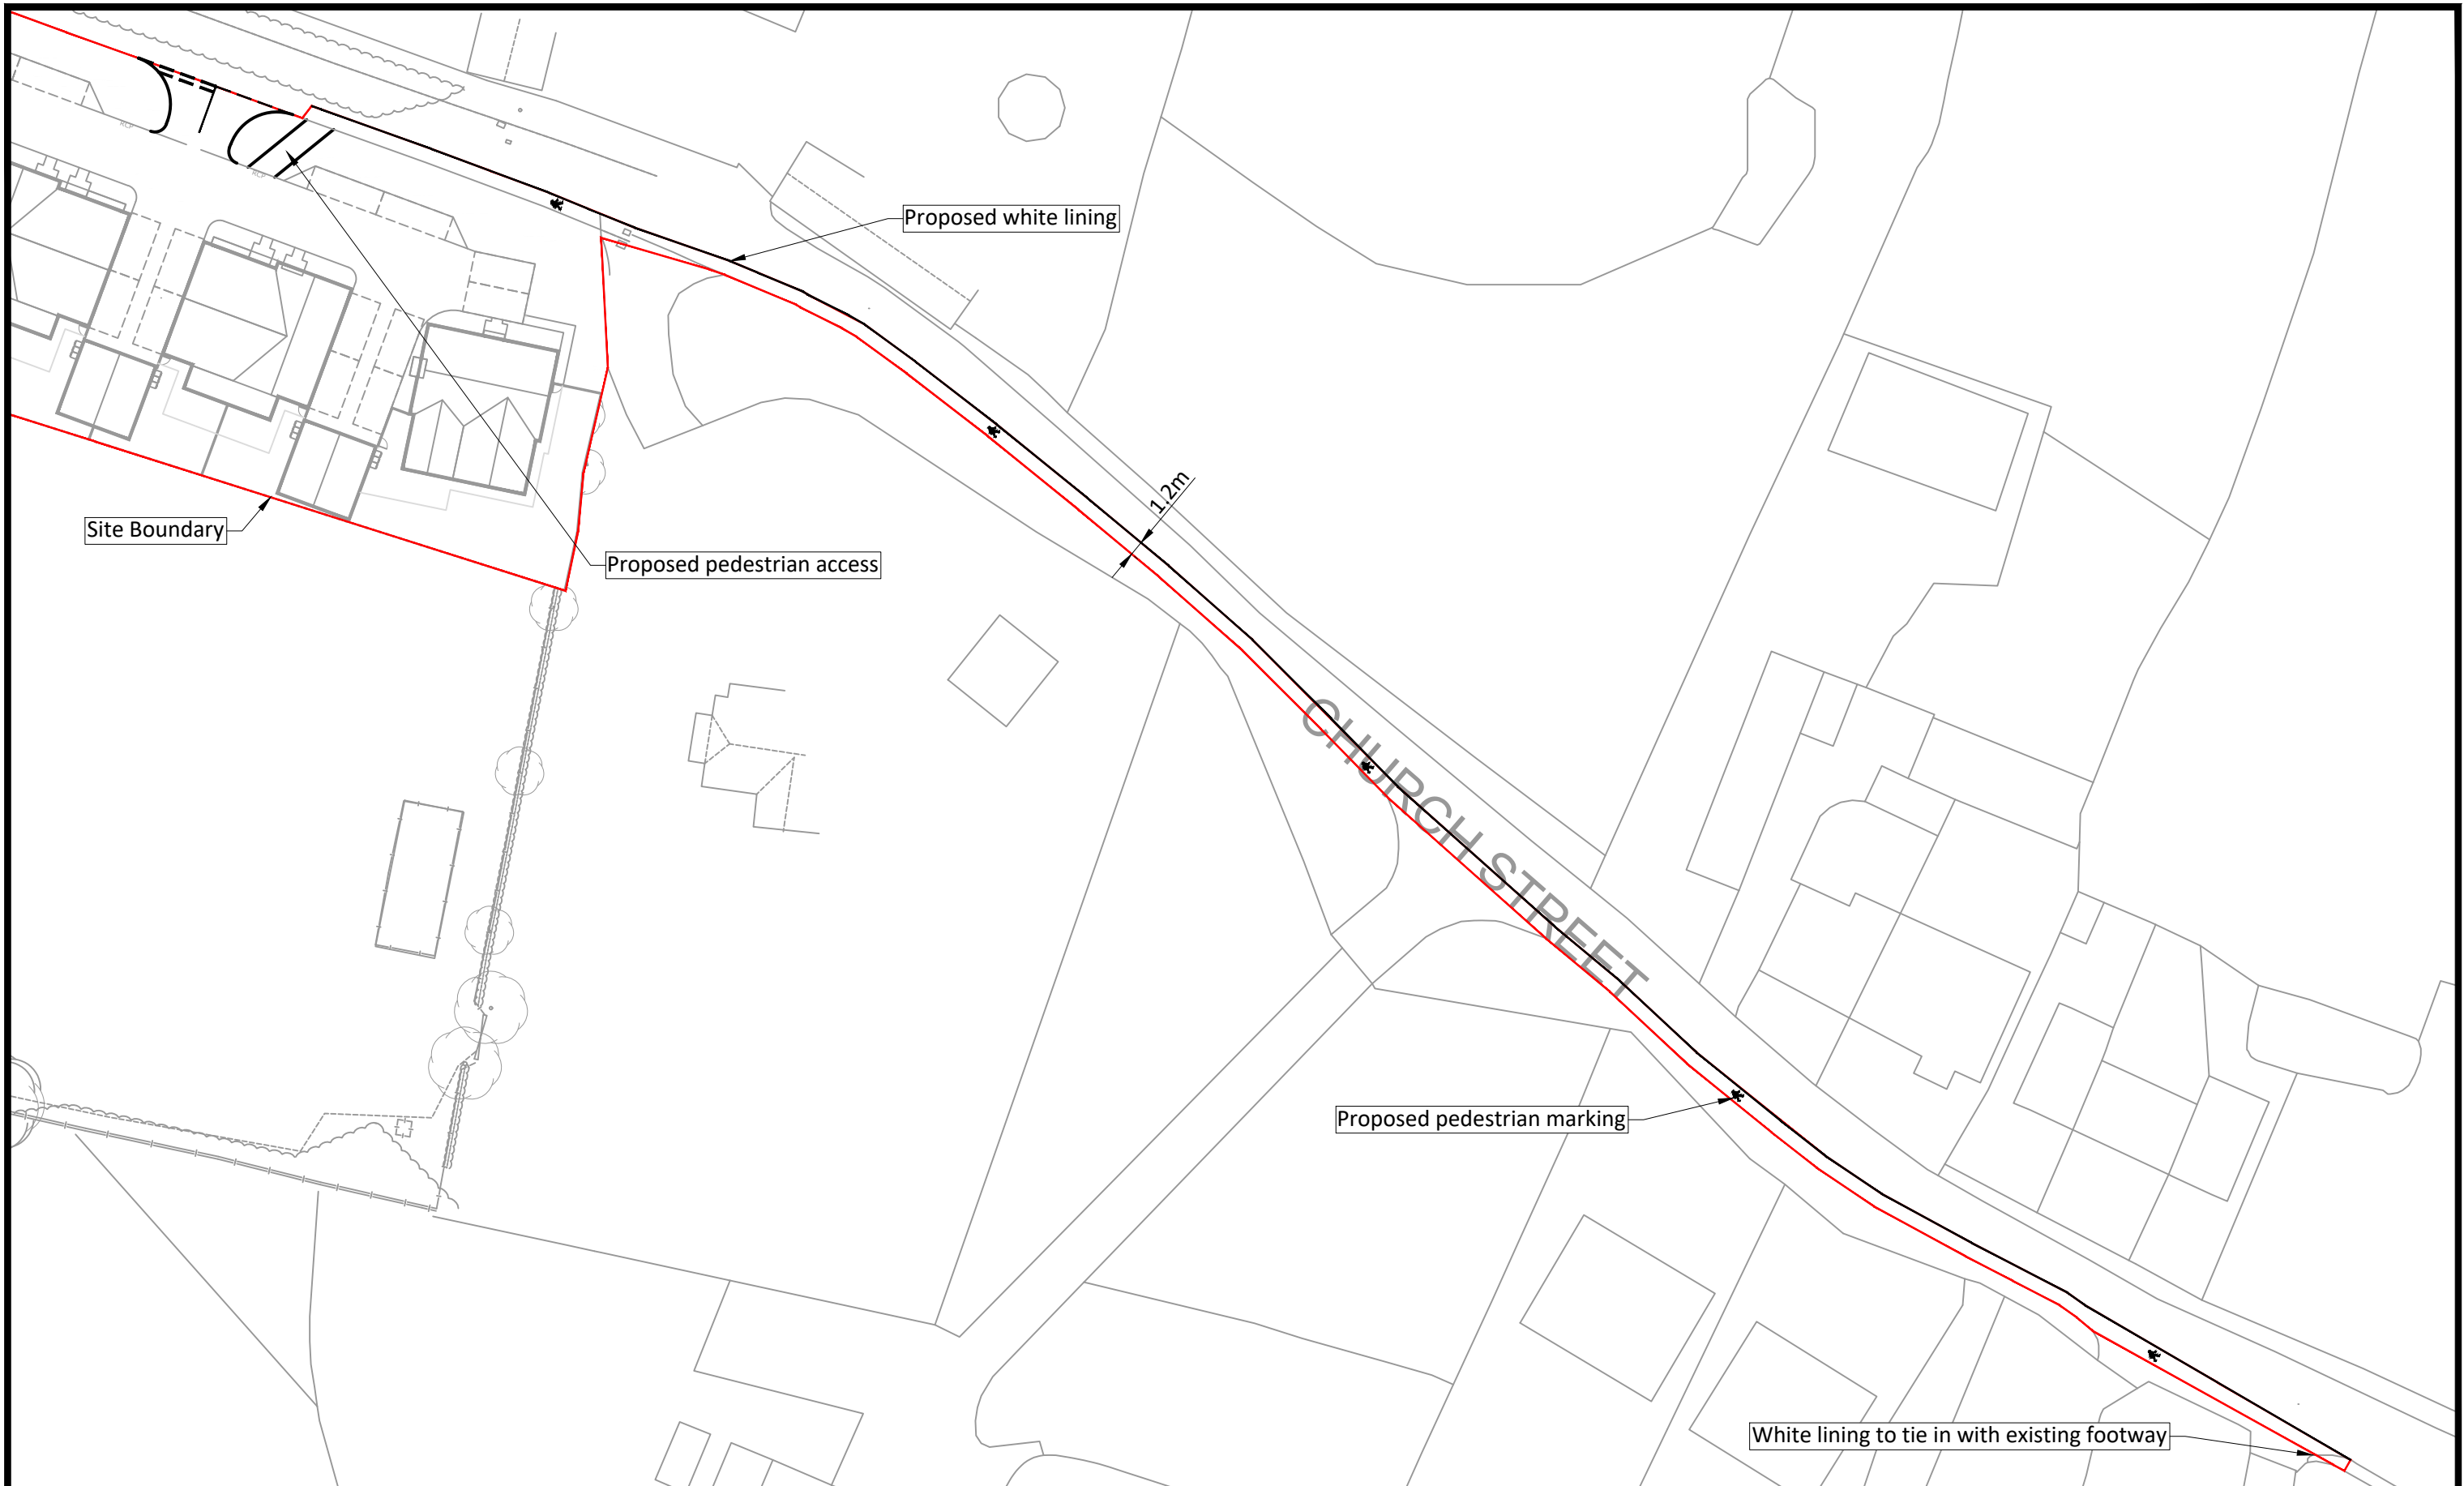 Proposed white lining
1.2m
Site Boundary
Proposed pedestrian access
CHURCH STREET
Proposed pedestrian marking
White lining to tie in with existing footway